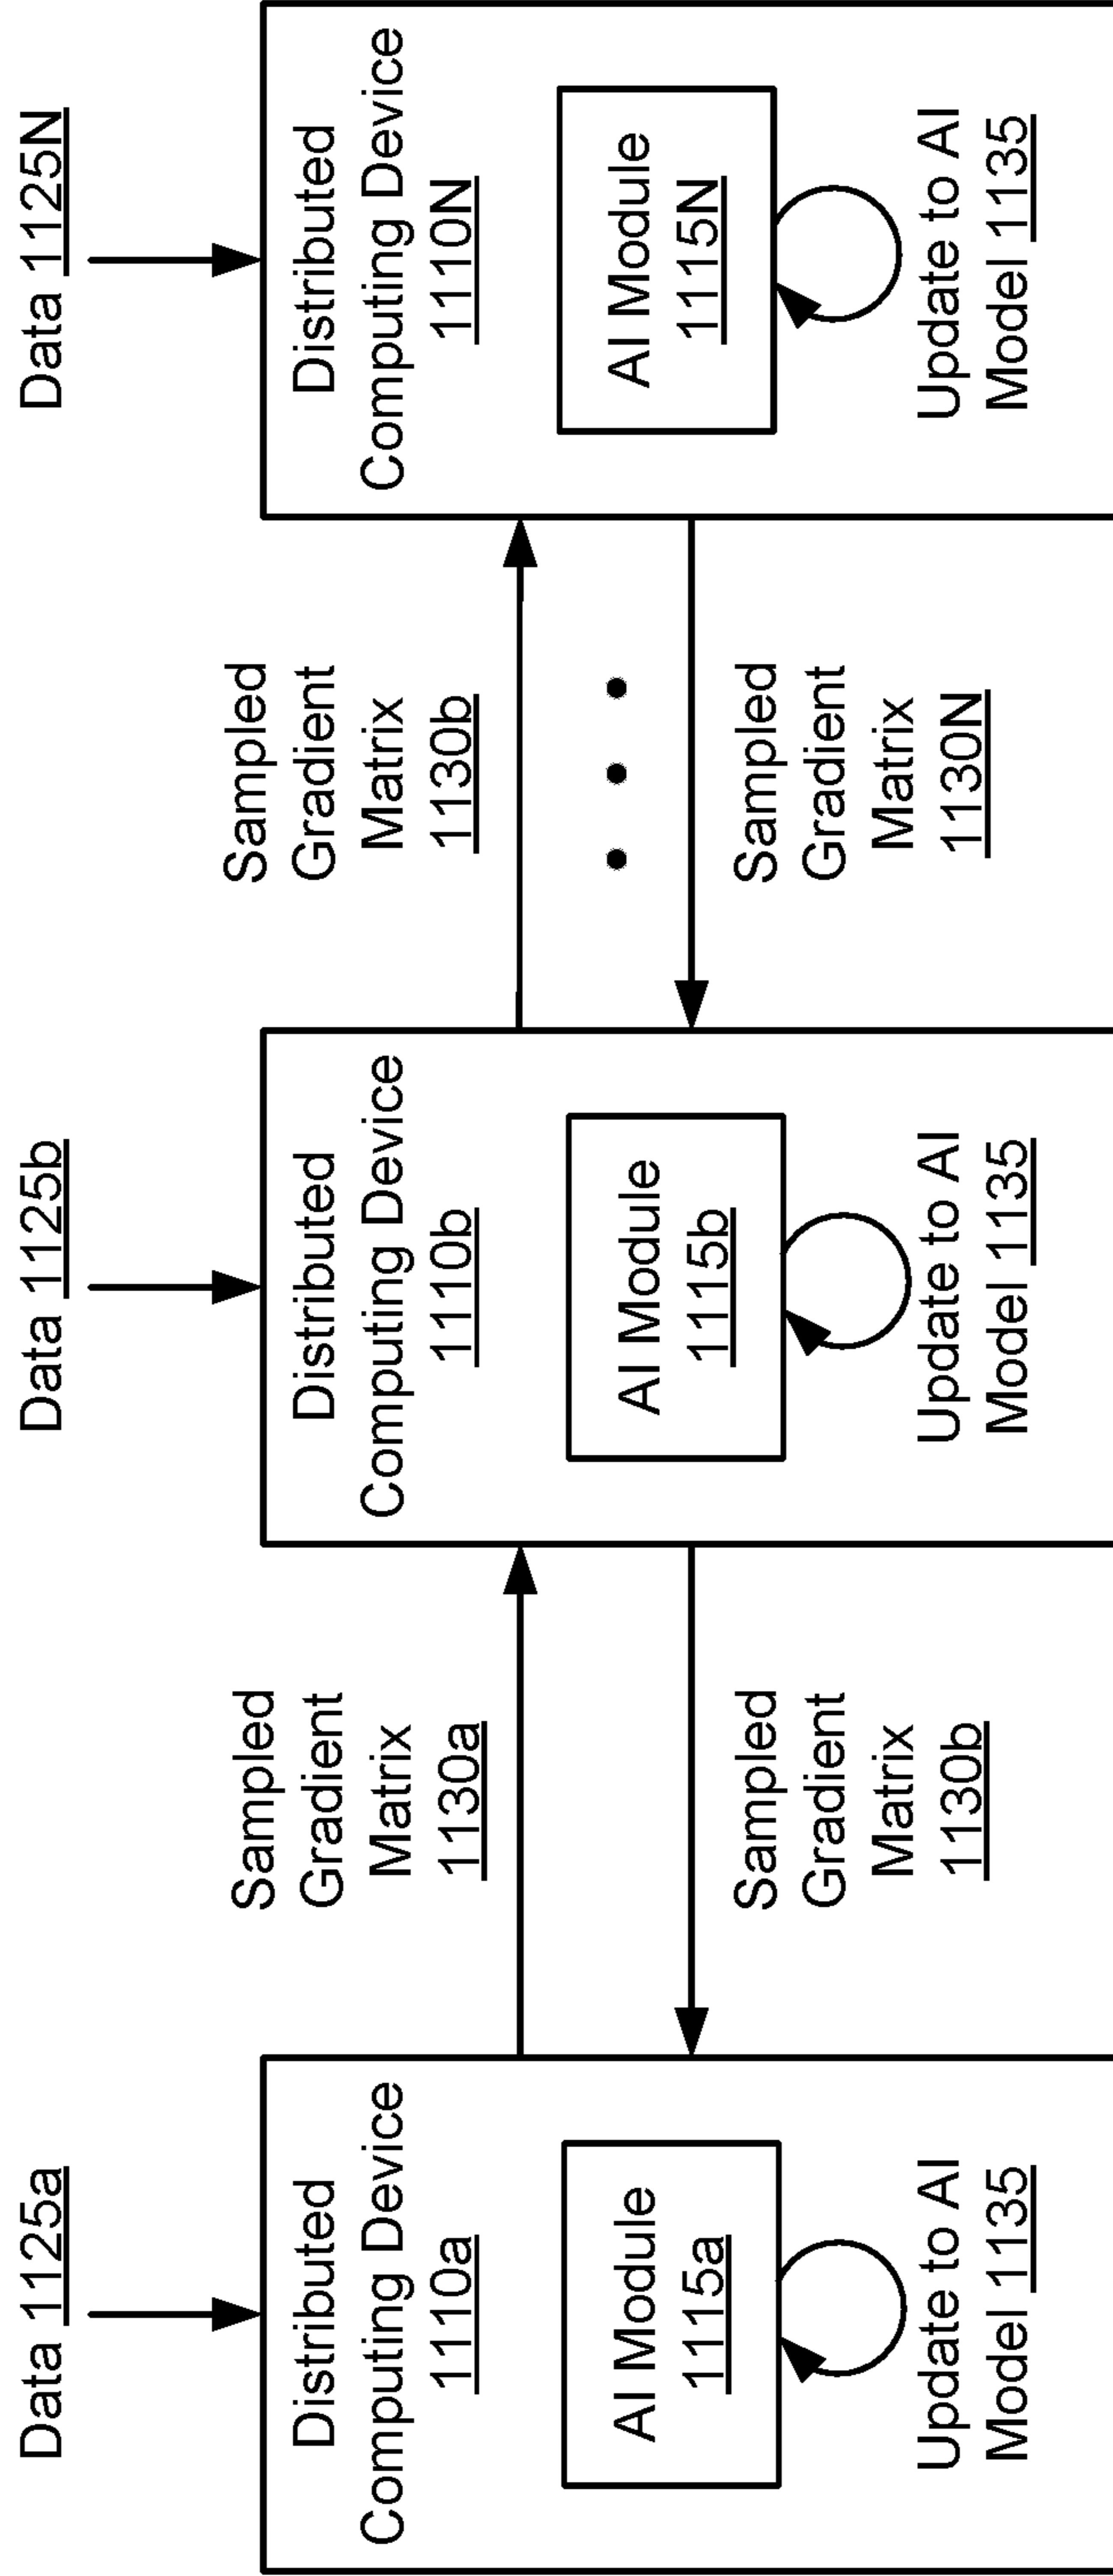 Data 1125a
Distributed
Computing Device
1110a
AI Module
1115a
Update to AI
Model 1135
Sampled
Gradient
Matrix
1130a
Sampled
Gradient
Matrix
1130b
Data 1125b
Distributed
Computing Device
1110b
AI Module
1115b
Update to AI
Model 1135
Sampled
Gradient
Matrix
1130b
Sampled
Gradient
Matrix
1130N
Data 1125N
Distributed
Computing Device
1110N
AI Module
1115N
Update to AI
Model 1135